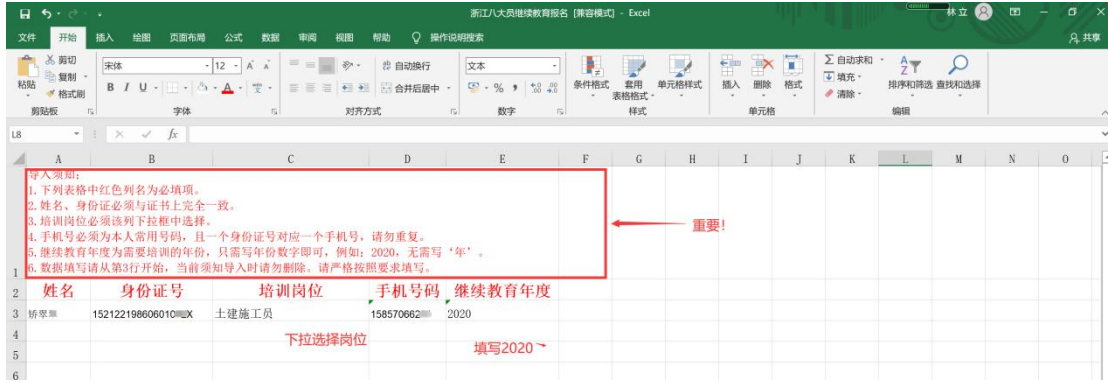 浙江八大员继续教育报名 [兼容模式] - Excel
林立
文件 开始 插入 绘图 页面布局 公式 数据 审阅 视图 帮助 操作说明搜索 共享
剪切 宋体 12 自动换行 文本 自动求和
粘贴 复制 条件格式 套用 单元格样式 插入 删除 格式 填充 排序和筛选 查找和选择
格式刷 B I U 合并后居中 表格格式 清除
剪贴板 字体 对齐方式 数字 样式 单元格 编辑
L8 fx
A B C D E F G H I J K L M N O
导入须知:
1. 下列表格中红色列名为必填项。
2. 姓名、身份证必须与证书上完全一致。
3. 培训岗位必须该列下拉框中选择。
4. 手机号必须为本人常用号码，且一个身份证号对应一个手机号，请勿重复。
5. 继续教育年度为需要培训的年份，只需写年份数字即可，例如：2020，无需写‘年’。
6. 数据填写请从第3行开始，当前须知导入时请勿删除。请严格按照要求填写。
重要!
1
2 姓名 身份证号 培训岗位 手机号码 继续教育年度
3 矫翠 152122198606010 X 土建施工员 158570662 2020
4 下拉选择岗位
5 填写2020
6